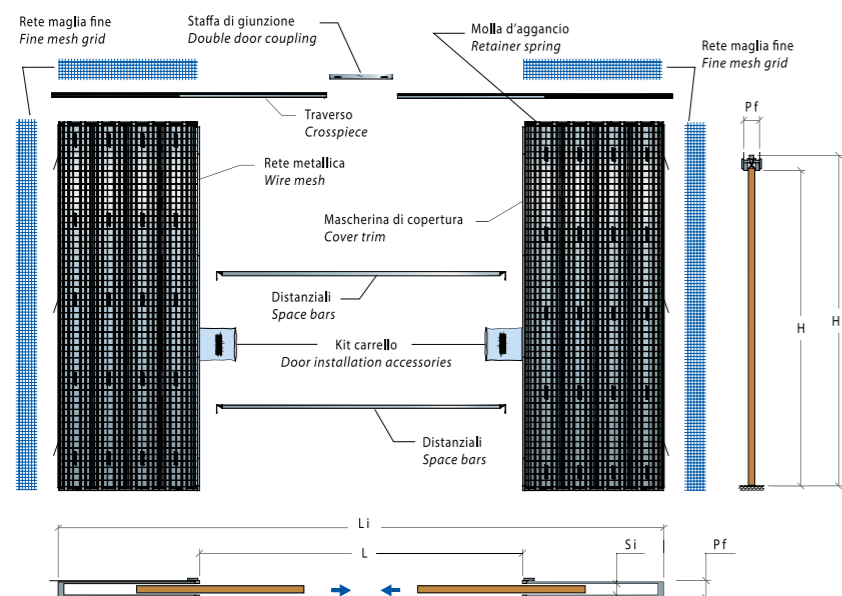 Rete maglia fine
Fine mesh grid
Staffa di giunzione
Double door coupling
Molla d'aggancio
Retainer spring
Rete maglia fine
Fine mesh grid
Traverso
Crosspiece
Pf
Rete metallica
Wire mesh
Mascherina di copertura
Cover trim
Distanziali
Space bars
H
H
Kit carrello
Door installation accessories
Distanziali
Space bars
Li
L
Si
Pf